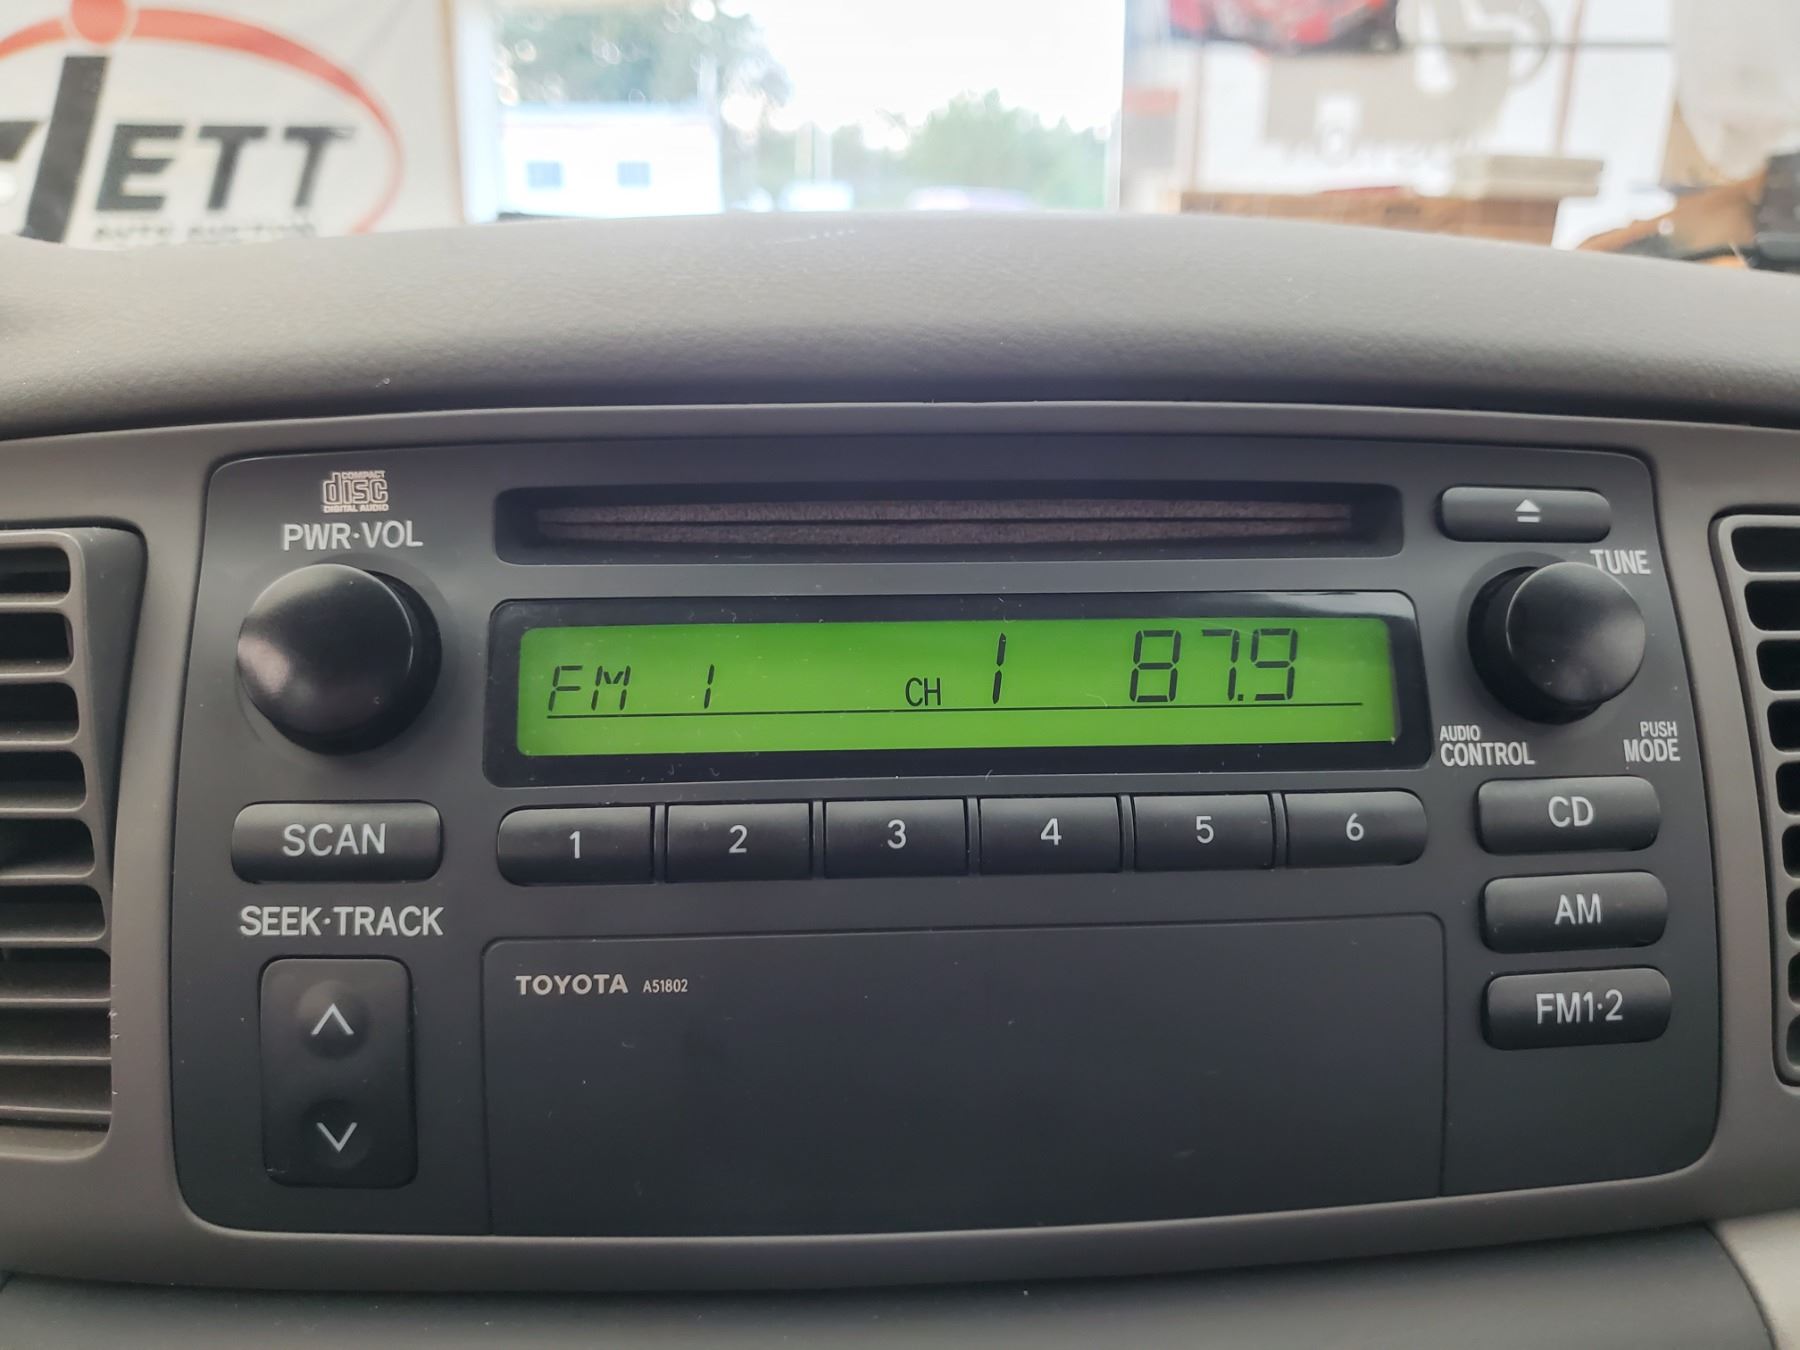 ETT
COMPACT
disc
DIGITAL AUDIO
PWR·VOL
TUNE
FM 1 CH 1 87.9
AUDIO CONTROL
PUSH MODE
SCAN
1 2 3 4 5 6
CD
SEEK·TRACK
AM
TOYOTA A51802
FM1·2